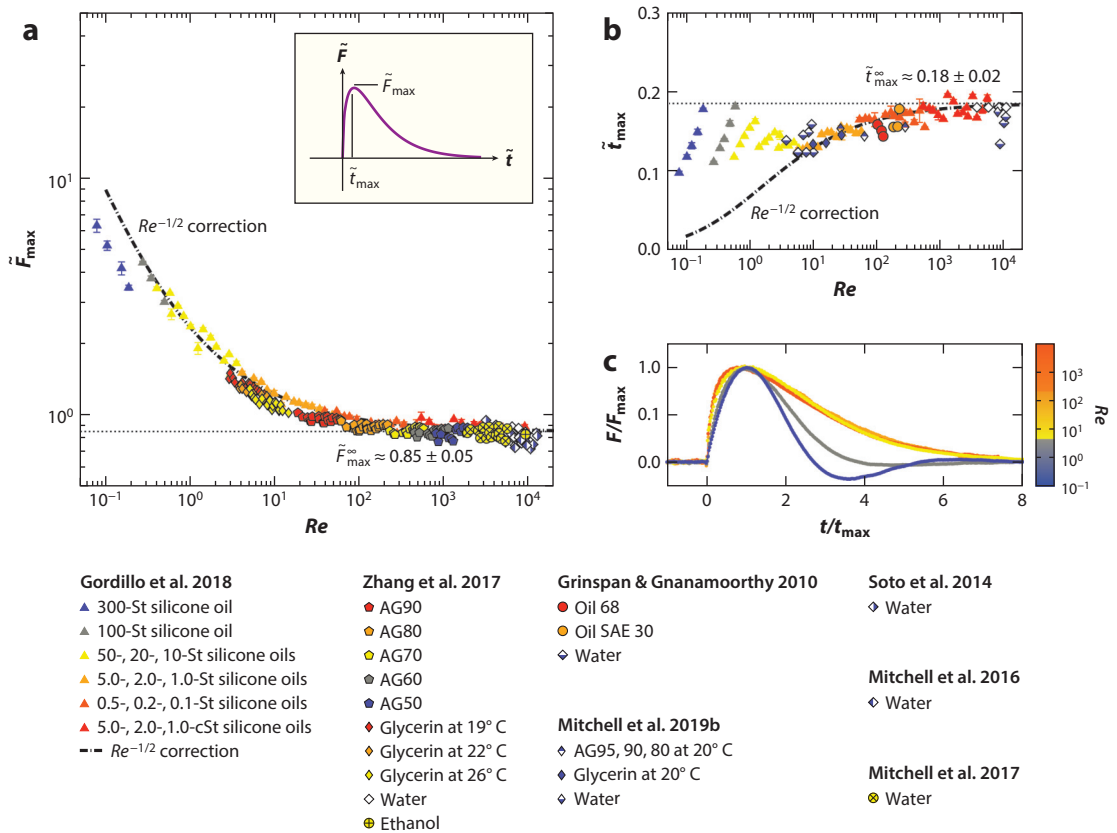 a
F̃
F̃max
t̃
t̃max
10¹
10⁰
F̃max
Re^−1/2 correction
F̃^∞max ≈ 0.85 ± 0.05
10⁻¹ 10⁰ 10¹ 10² 10³ 10⁴
Re
b
0.3
0.2
0.1
0.0
t̃max
t̃^∞max ≈ 0.18 ± 0.02
Re^−1/2 correction
10⁻¹ 10⁰ 10¹ 10² 10³ 10⁴
Re
c
1.0
0.1
0.0
F/Fmax
−2 0 2 4 6 8
t/tmax
10³
10²
10¹
10⁰
10⁻¹
Re
Gordillo et al. 2018
300-St silicone oil
100-St silicone oil
50-, 20-, 10-St silicone oils
5.0-, 2.0-, 1.0-St silicone oils
0.5-, 0.2-, 0.1-St silicone oils
5.0-, 2.0-,1.0-cSt silicone oils
Re^−1/2 correction
Zhang et al. 2017
AG90
AG80
AG70
AG60
AG50
Glycerin at 19° C
Glycerin at 22° C
Glycerin at 26° C
Water
Ethanol
Grinspan & Gnanamoorthy 2010
Oil 68
Oil SAE 30
Water
Mitchell et al. 2019b
AG95, 90, 80 at 20° C
Glycerin at 20° C
Water
Soto et al. 2014
Water
Mitchell et al. 2016
Water
Mitchell et al. 2017
Water